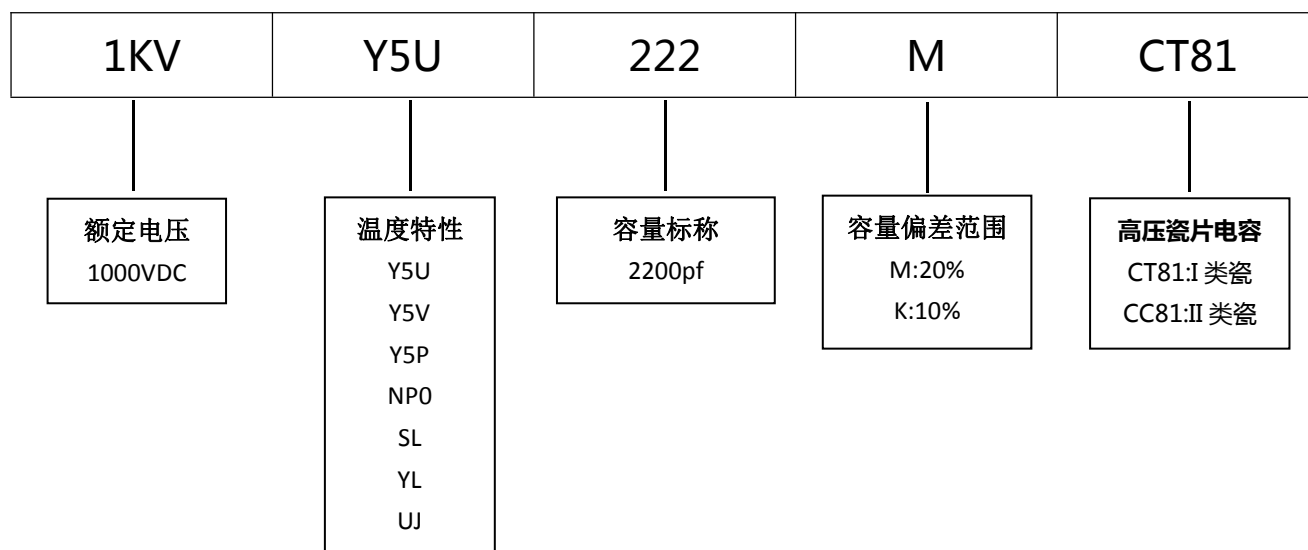 1KV Y5U 222 M CT81
额定电压
1000VDC
温度特性
Y5U
Y5V
Y5P
NP0
SL
YL
UJ
容量标称
2200pf
容量偏差范围
M:20%
K:10%
高压瓷片电容
CT81:I 类瓷
CC81:II 类瓷